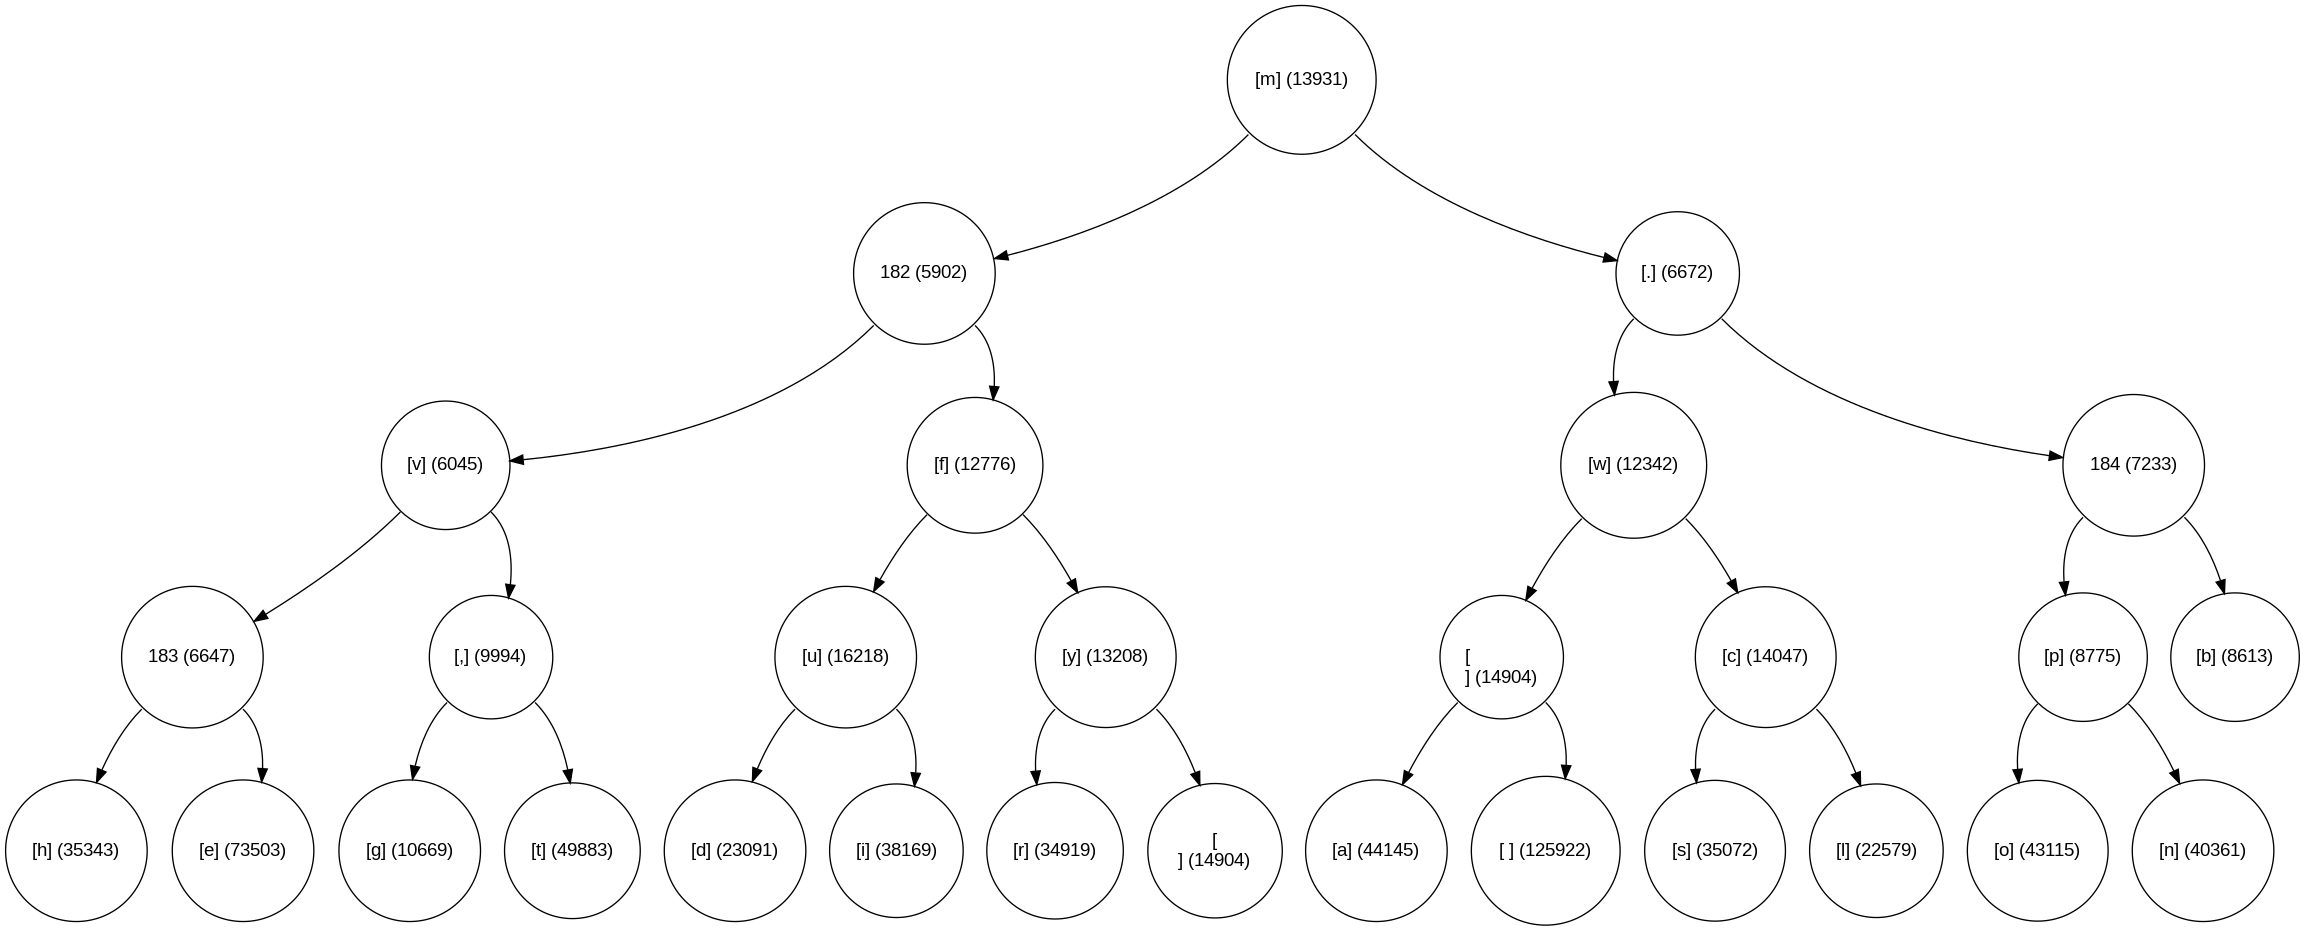 [m] (13931)
182 (5902)
[.] (6672)
[v] (6045)
[f] (12776)
[w] (12342)
184 (7233)
183 (6647)
[,] (9994)
[u] (16218)
[y] (13208)
[
] (14904)
[c] (14047)
[p] (8775)
[b] (8613)
[h] (35343)
[e] (73503)
[g] (10669)
[t] (49883)
[d] (23091)
[i] (38169)
[r] (34919)
[
] (14904)
[a] (44145)
[ ] (125922)
[s] (35072)
[l] (22579)
[o] (43115)
[n] (40361)